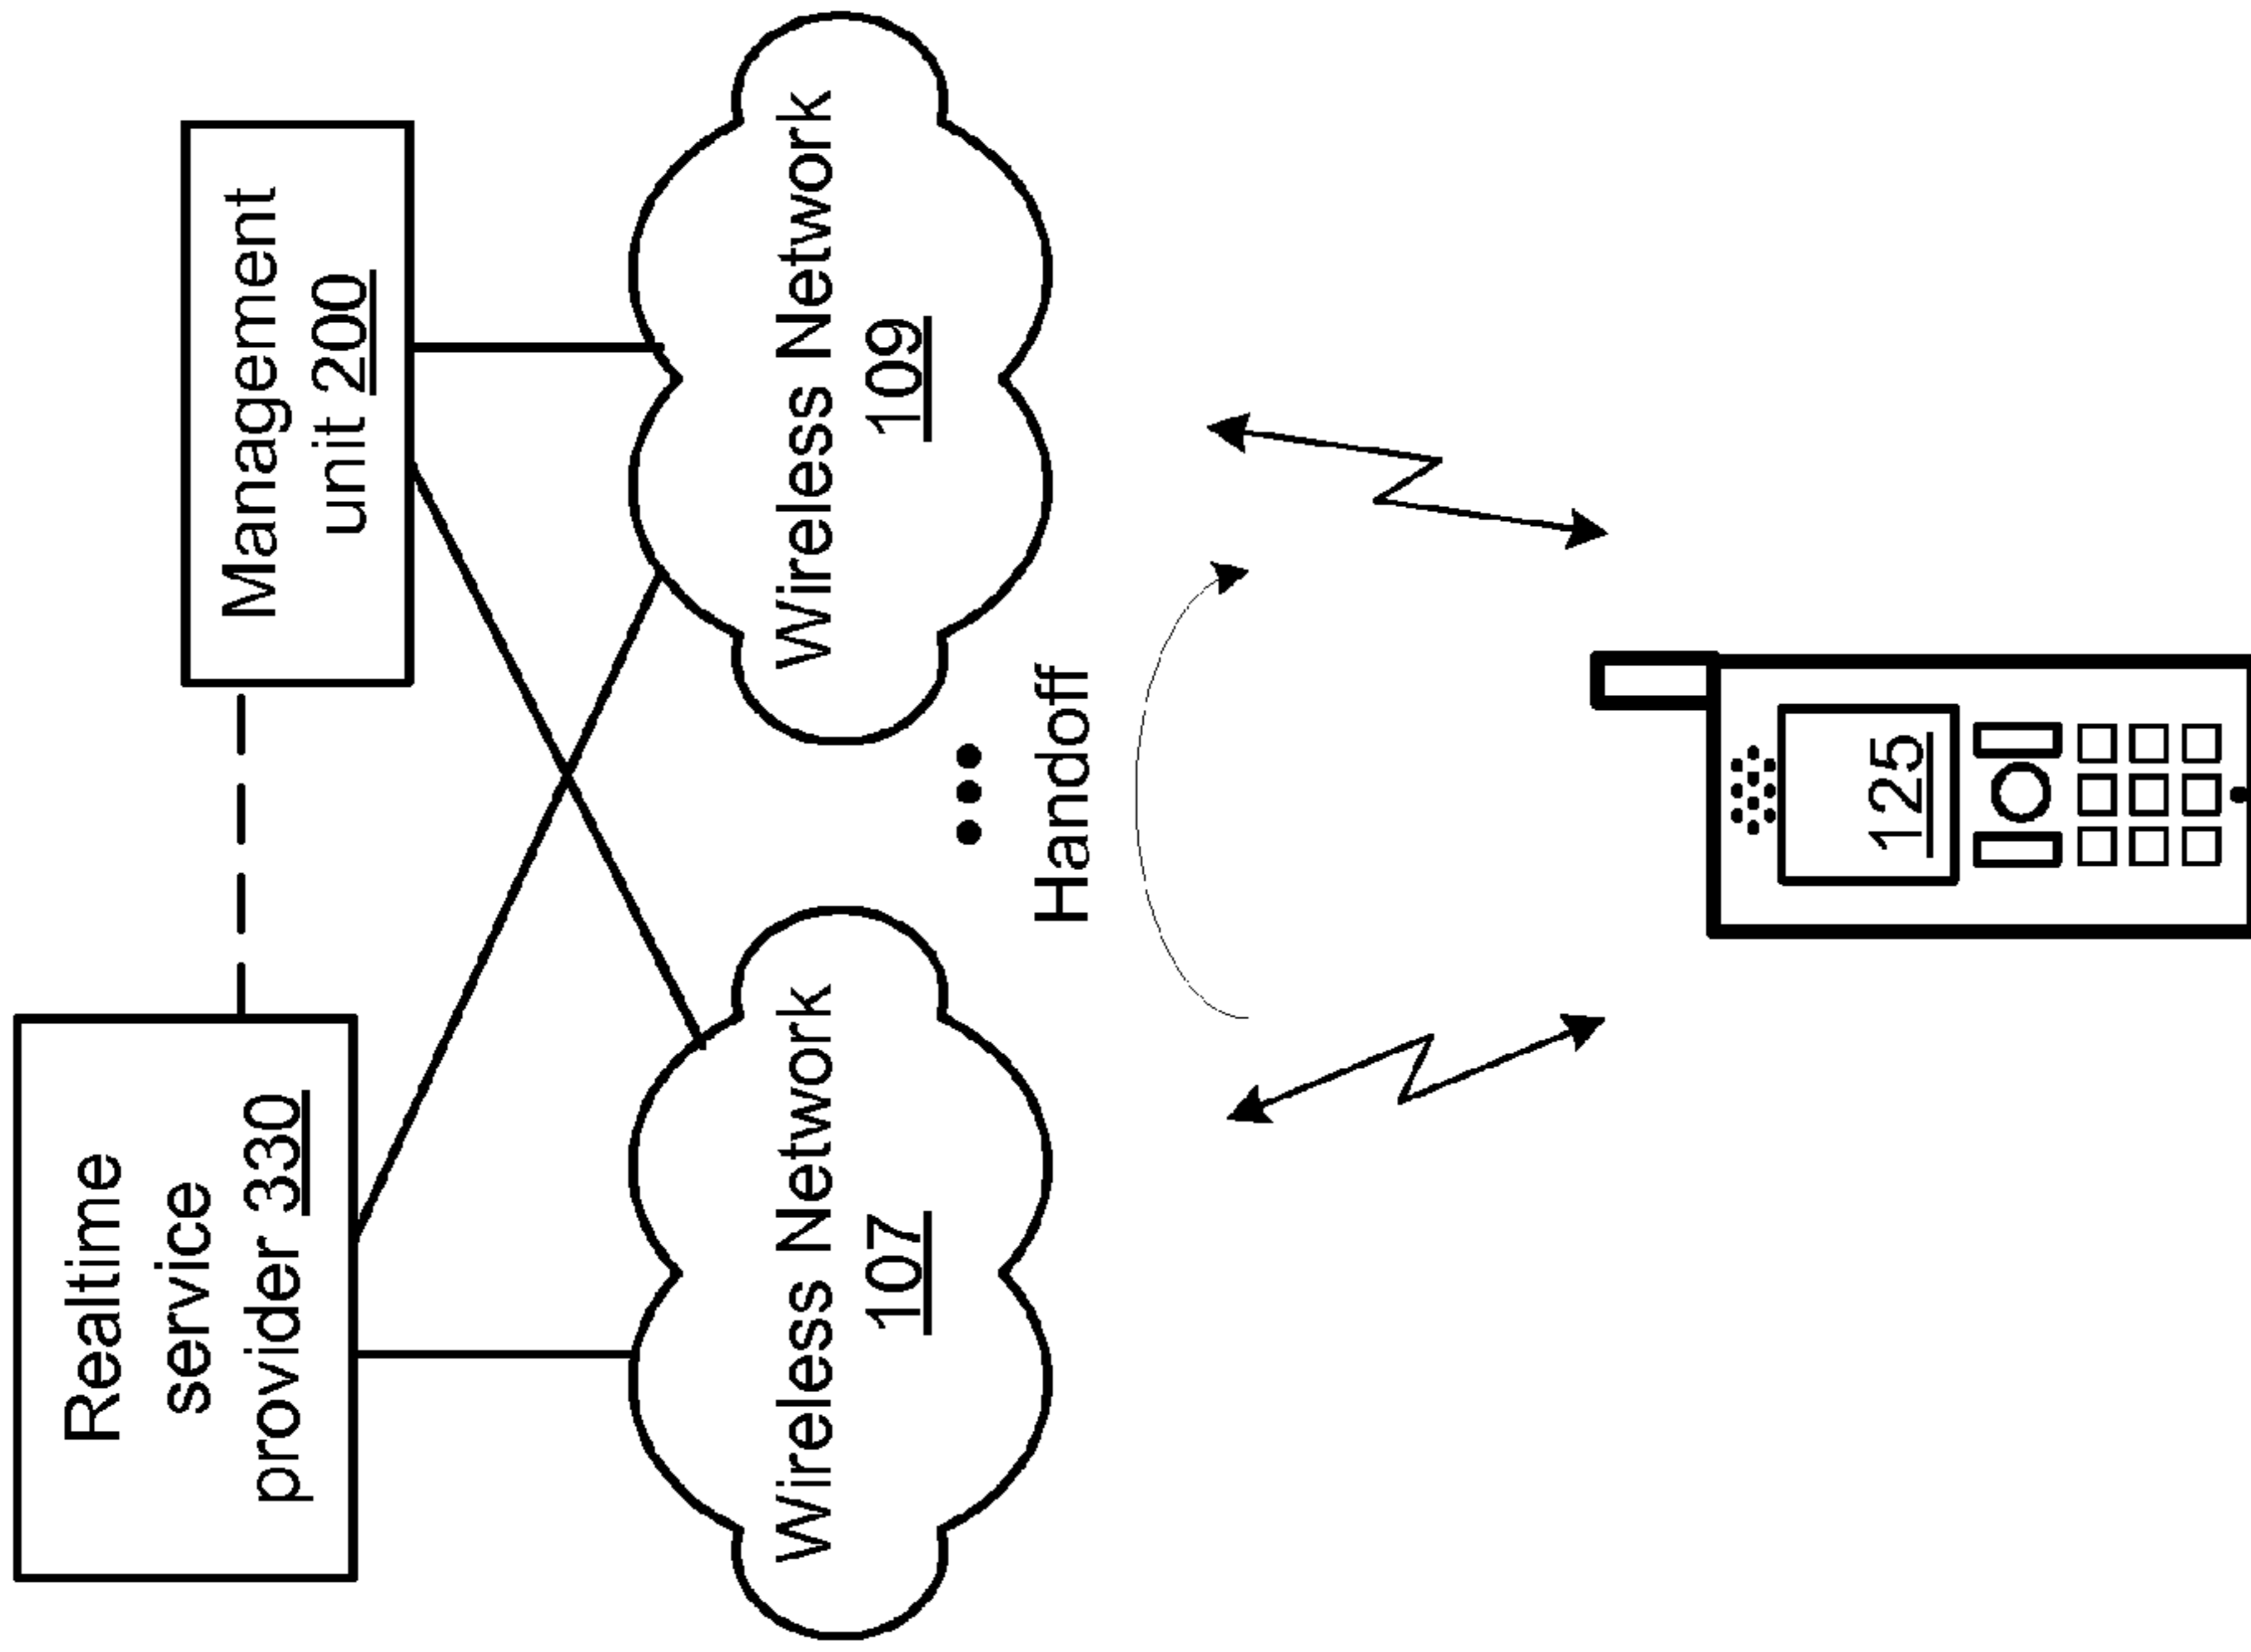 Realtime
service
provider 330
Management
unit 200
Wireless Network
107
Wireless Network
109
Handoff
125